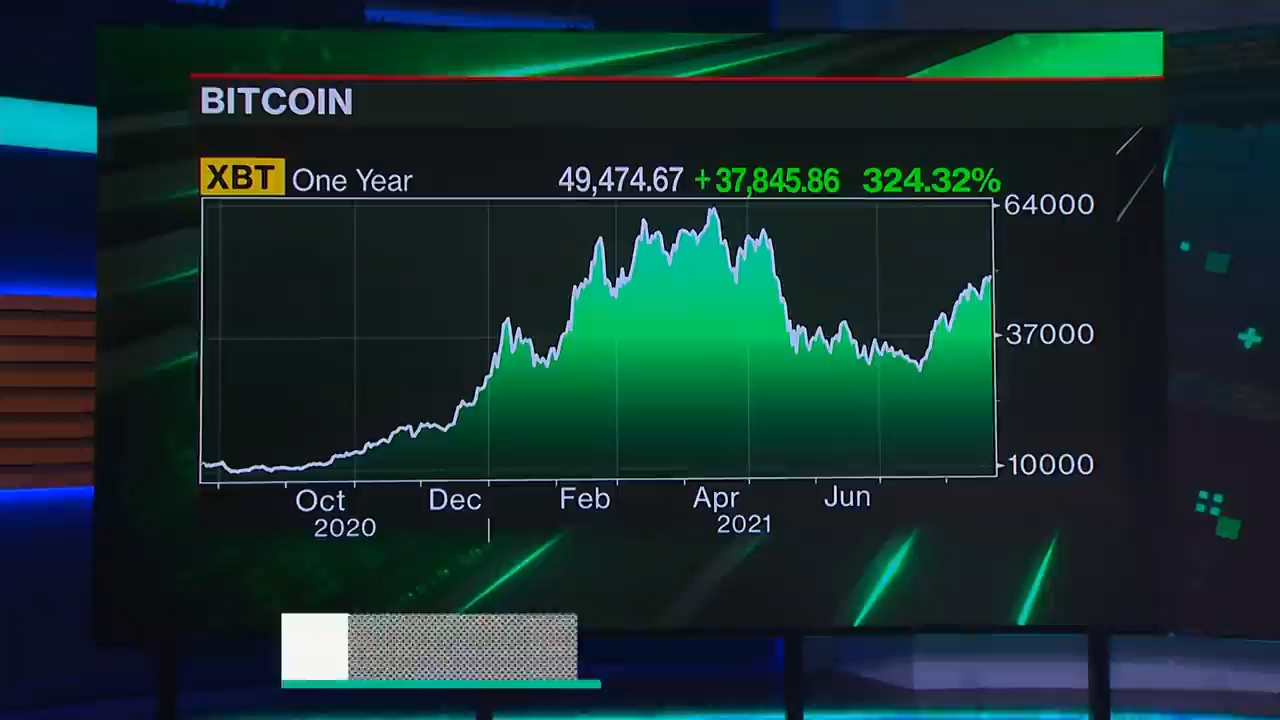 BITCOIN
XBT One Year 49,474.67 +37,845.86 324.32%
64000
37000
10000
Oct Dec Feb Apr Jun
2020 2021